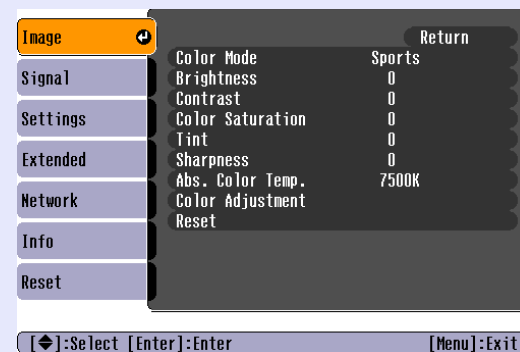 Image
Signal
Settings
Extended
Network
Info
Reset
Return
Color Mode Sports
Brightness 0
Contrast 0
Color Saturation 0
Tint 0
Sharpness 0
Abs. Color Temp. 7500K
Color Adjustment
Reset
[◆]:Select [Enter]:Enter [Menu]:Exit